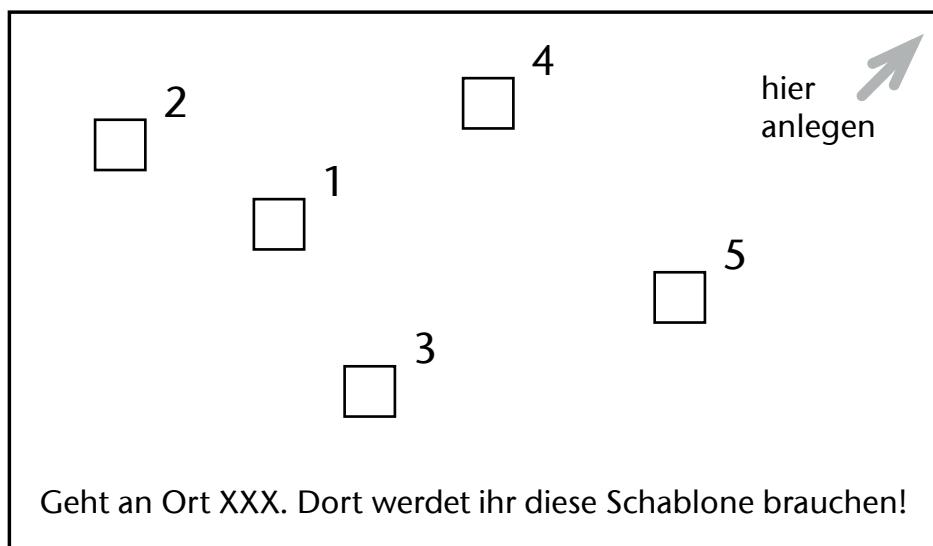 4
2
hier
anlegen
1
5
3
Geht an Ort XXX. Dort werdet ihr diese Schablone brauchen!